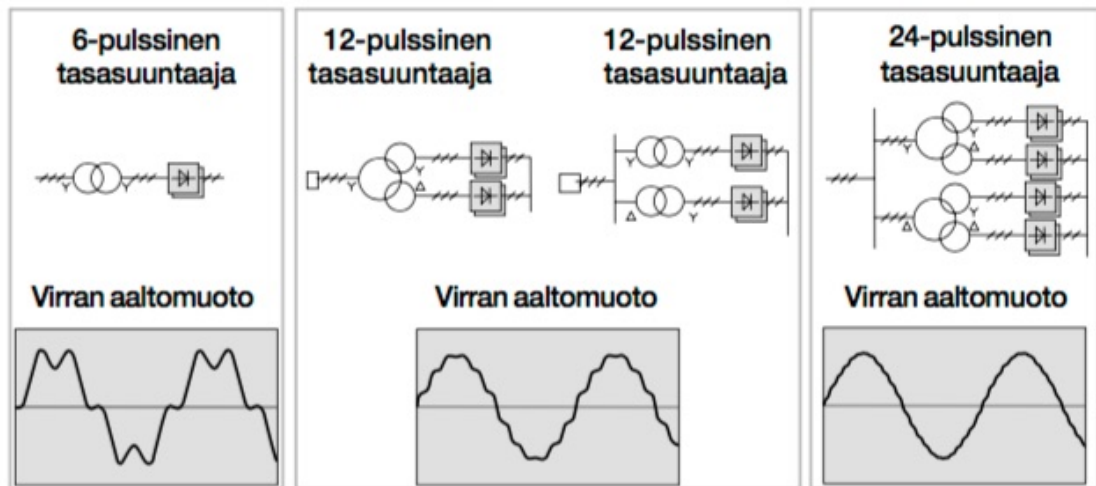 6-pulssinen
tasasuuntaaja
Virran aaltomuoto
12-pulssinen
tasasuuntaaja
12-pulssinen
tasasuuntaaja
Virran aaltomuoto
24-pulssinen
tasasuuntaaja
Virran aaltomuoto